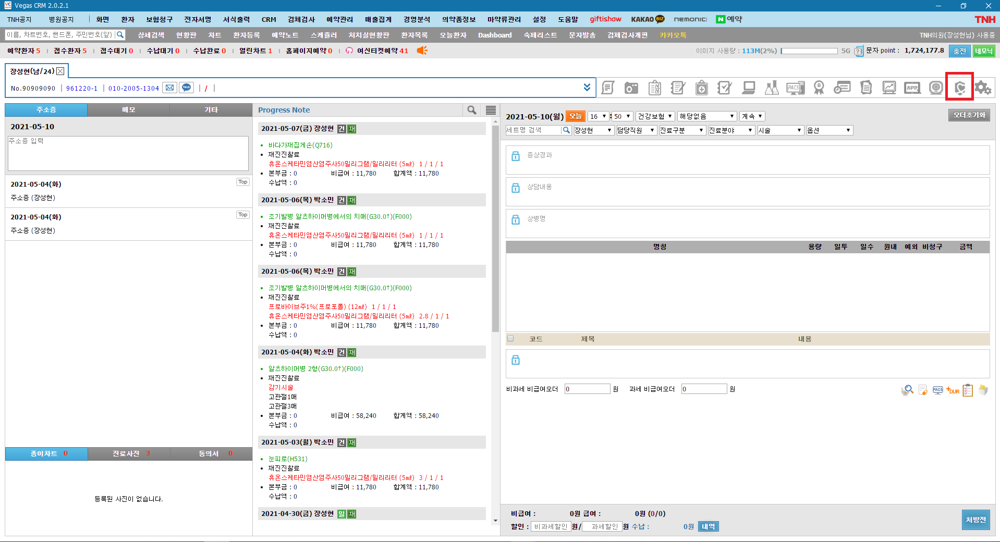 Vegas CRM 2.0.2.1
TNH공지 병원공지 화면 환자 보험청구 전자서명 서식출력 CRM 검체검사 예약관리 매출집계 경영분석 의약품정보 마약류관리 설정 도움말 giftishow KAKAO BIZ nemonic N 예약 TNH
이름, 차트번호, 핸드폰, 주민번호(앞) 상세검색 현황판 차트 환자등록 예약노트 스케쥴러 처치실현황판 환자목록 오늘환자 Dashboard 숙제리스트 문자발송 검체검사개편 카카오톡 TNH의원(장성현님) 사용중
예약환자 5 접수환자 5 접수대기 0 수납대기 0 수납완료 0 열린차트 1 홈페이지예약 0 여신티켓예약 41 이미지 사용량 : 113M(2%) 5G 문자 point : 1,724,177.8 충전 네모닉
장성현(남/24)
No.90909090 961220-1 010-2005-1304 TALK / PACS B APP
주소증 메모 기타
2021-05-10
주소증 입력
2021-05-04(화) Top
주소증 (장성현)
2021-05-04(화) Top
주소증 (장성현)
종이차트 0 진료사진 3 동의서 0
등록된 사진이 없습니다.
Progress Note
2021-05-07(금) 장성현 건 재
바다가재집게손(Q716)
재진진찰료
휴온스케타민염산염주사50밀리그램/밀리리터 (5㎖) 1 / 1 / 1
본부금 : 0 비급여 : 11,780 합계액 : 11,780
수납액 : 0
2021-05-06(목) 박소민 건 재
조기발병 알츠하이머병에서의 치매(G30.0†)(F000)
재진진찰료
휴온스케타민염산염주사50밀리그램/밀리리터 (5㎖) 1 / 1 / 1
본부금 : 0 비급여 : 11,780 합계액 : 11,780
수납액 : 0
2021-05-06(목) 박소민 건 재
조기발병 알츠하이머병에서의 치매(G30.0†)(F000)
재진진찰료
프로바이브주1%(프로포폴) (12㎖) 1 / 1 / 1
휴온스케타민염산염주사50밀리그램/밀리리터 (5㎖) 2.8 / 1 / 1
본부금 : 0 비급여 : 11,780 합계액 : 11,780
수납액 : 0
2021-05-04(화) 박소민 건 재
알츠하이머병 2형(G30.0†)(F000)
재진진찰료
감기시술
고관절1매
고관절3매
본부금 : 0 비급여 : 58,240 합계액 : 58,240
수납액 : 0
2021-05-03(월) 박소민 건 재
눈피로(H531)
재진진찰료
휴온스케타민염산염주사50밀리그램/밀리리터 (5㎖) 3 / 1 / 1
본부금 : 0 비급여 : 11,780 합계액 : 11,780
수납액 : 0
2021-04-30(금) 장성현 일 재
2021-05-10(월) 오늘 16 : 50 건강보험 해당없음 계속 오더초기화
세트명 검색 장성현 담당직원 진료구분 진료분야 시술 옵션
증상경과
상담내용
상병명
명칭 용량 일투 일수 원내 예외 비청구 금액
코드 제목 내용
비과세 비급여오더 0 원 과세 비급여오더 0 원 PACS +DUR
비급여 : 0원 급여 : 0원 (0/0)
할인 : 비과세할인 원/ 과세할인 원 수납 : 0원 내역
처방전